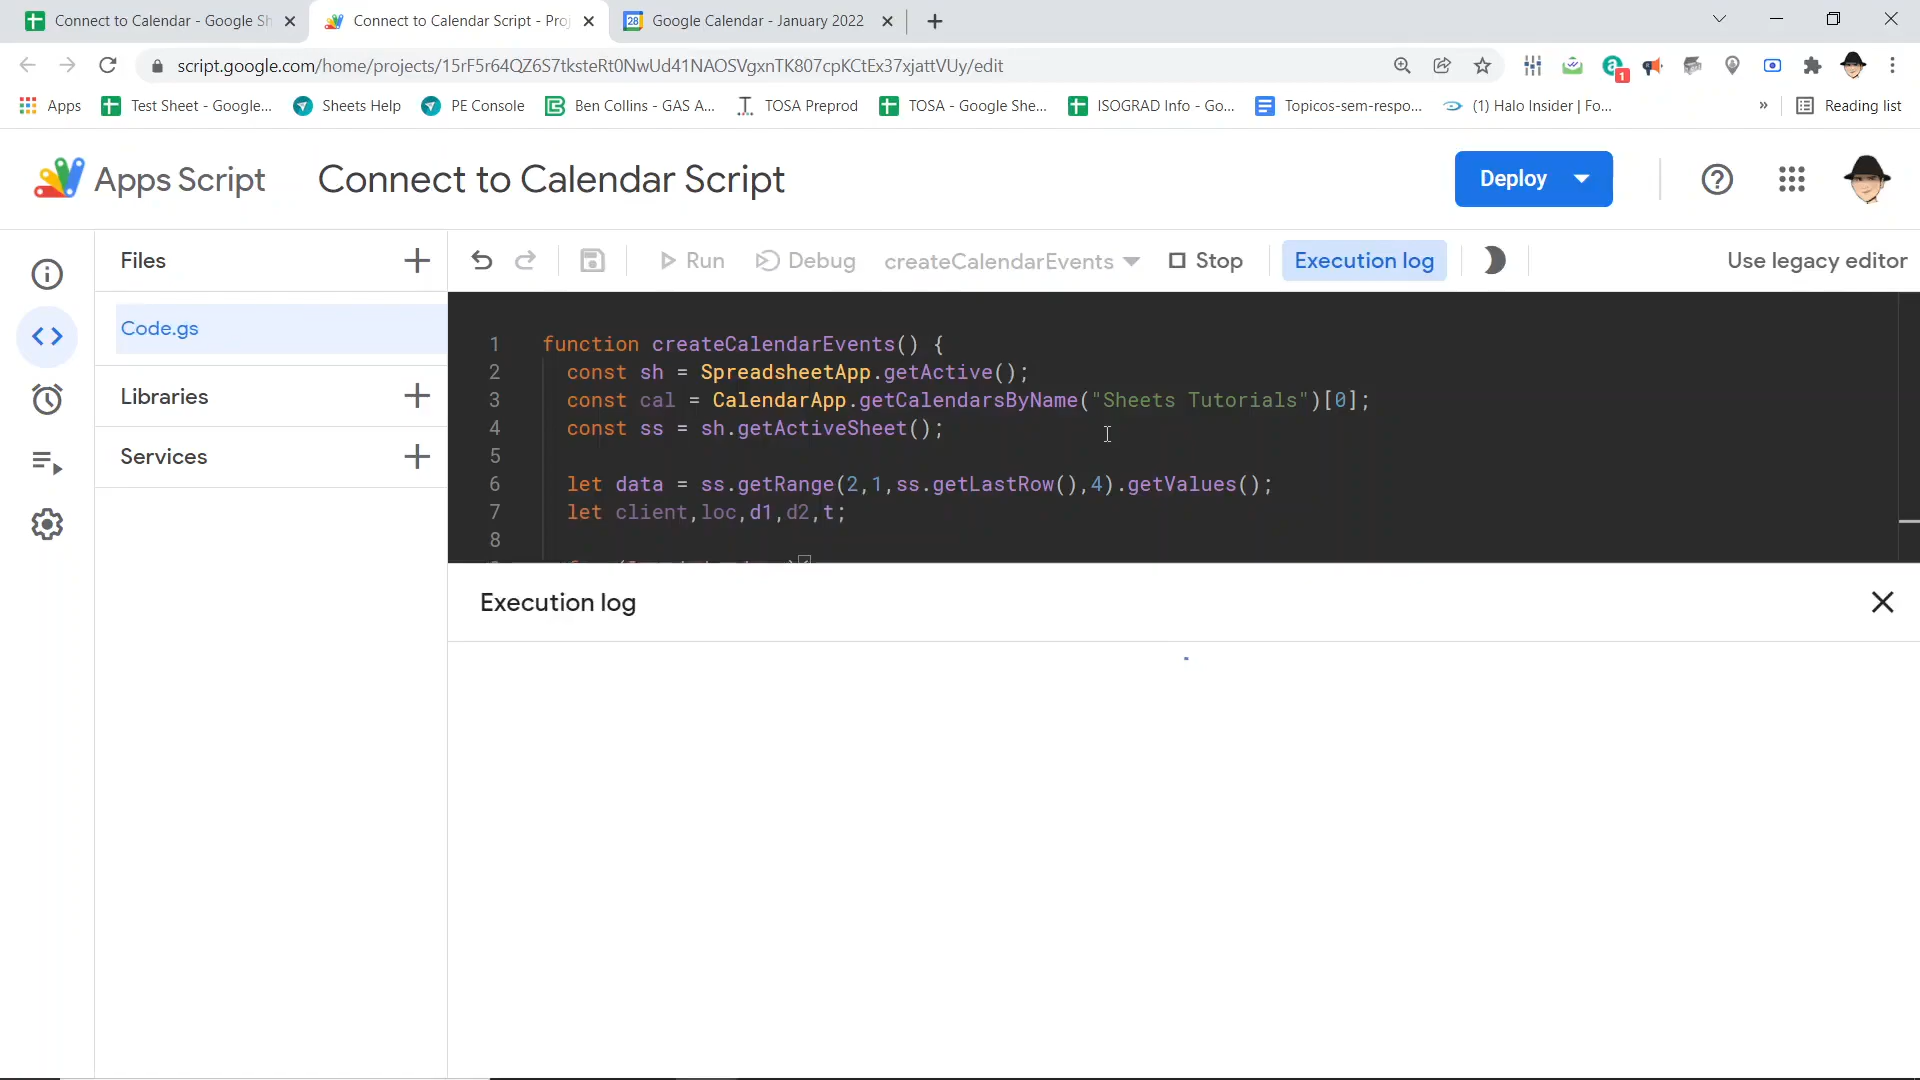 Connect to Calendar - Google Sh
Connect to Calendar Script - Proj
28
Google Calendar - January 2022
script.google.com/home/projects/15rF5r64QZ6S7tksteRt0NwUd41NAOSVgxnTK807cpKCtEx37xjattVUy/edit
1
Apps
Test Sheet - Google...
Sheets Help
PE Console
Ben Collins - GAS A...
TOSA Preprod
TOSA - Google She...
ISOGRAD Info - Go...
Topicos-sem-respo...
(1) Halo Insider | Fo...
»
Reading list
Apps Script
Connect to Calendar Script
Deploy
Files
Run
Debug
createCalendarEvents
Stop
Execution log
Use legacy editor
Code.gs
Libraries
Services
1 function createCalendarEvents() {
2 const sh = SpreadsheetApp.getActive();
3 const cal = CalendarApp.getCalendarsByName("Sheets Tutorials")[0];
4 const ss = sh.getActiveSheet();
5
6 let data = ss.getRange(2,1,ss.getLastRow(),4).getValues();
7 let client,loc,d1,d2,t;
8
Execution log